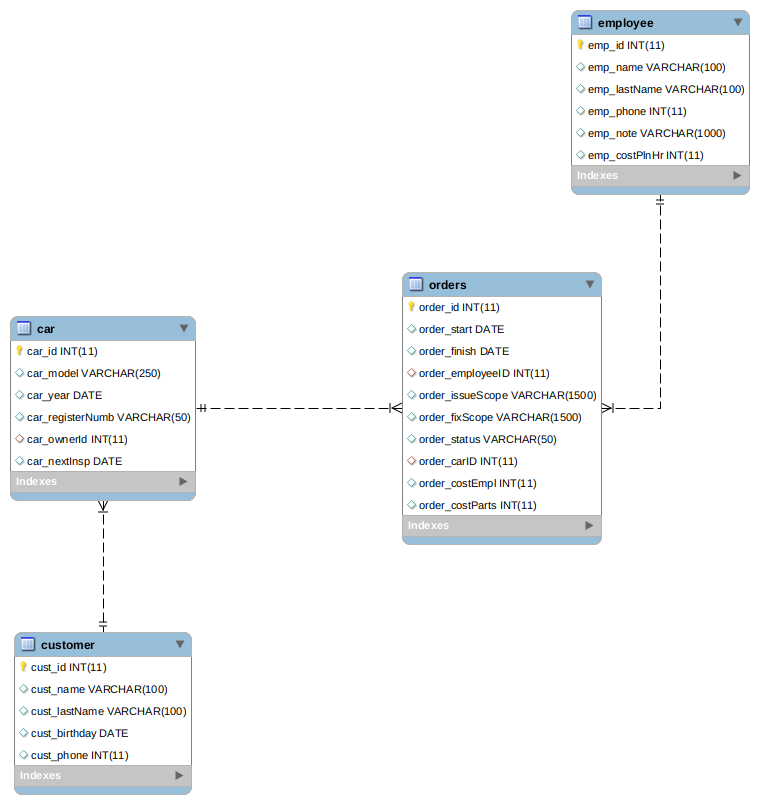 employee
emp_id INT(11)
emp_name VARCHAR(100)
emp_lastName VARCHAR(100)
emp_phone INT(11)
emp_note VARCHAR(1000)
emp_costPlnHr INT(11)
Indexes
orders
order_id INT(11)
order_start DATE
order_finish DATE
order_employeeID INT(11)
order_issueScope VARCHAR(1500)
order_fixScope VARCHAR(1500)
order_status VARCHAR(50)
order_carID INT(11)
order_costEmpl INT(11)
order_costParts INT(11)
Indexes
car
car_id INT(11)
car_model VARCHAR(250)
car_year DATE
car_registerNumb VARCHAR(50)
car_ownerId INT(11)
car_nextInsp DATE
Indexes
customer
cust_id INT(11)
cust_name VARCHAR(100)
cust_lastName VARCHAR(100)
cust_birthday DATE
cust_phone INT(11)
Indexes